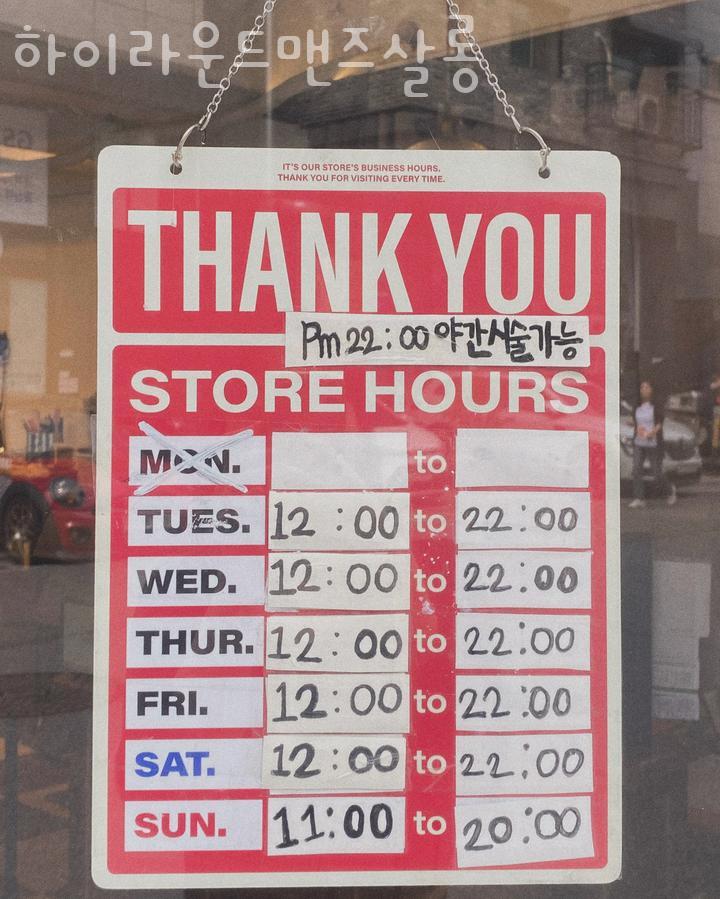 하이라운드맨즈살롱
IT'S OUR STORE'S BUSINESS HOURS.
THANK YOU FOR VISITING EVERY TIME.
THANK YOU
Pm 22:00 야간시술가능
STORE HOURS
MON. to
TUES. 12:00 to 22:00
WED. 12:00 to 22:00
THUR. 12:00 to 22:00
FRI. 12:00 to 22:00
SAT. 12:00 to 22:00
SUN. 11:00 to 20:00